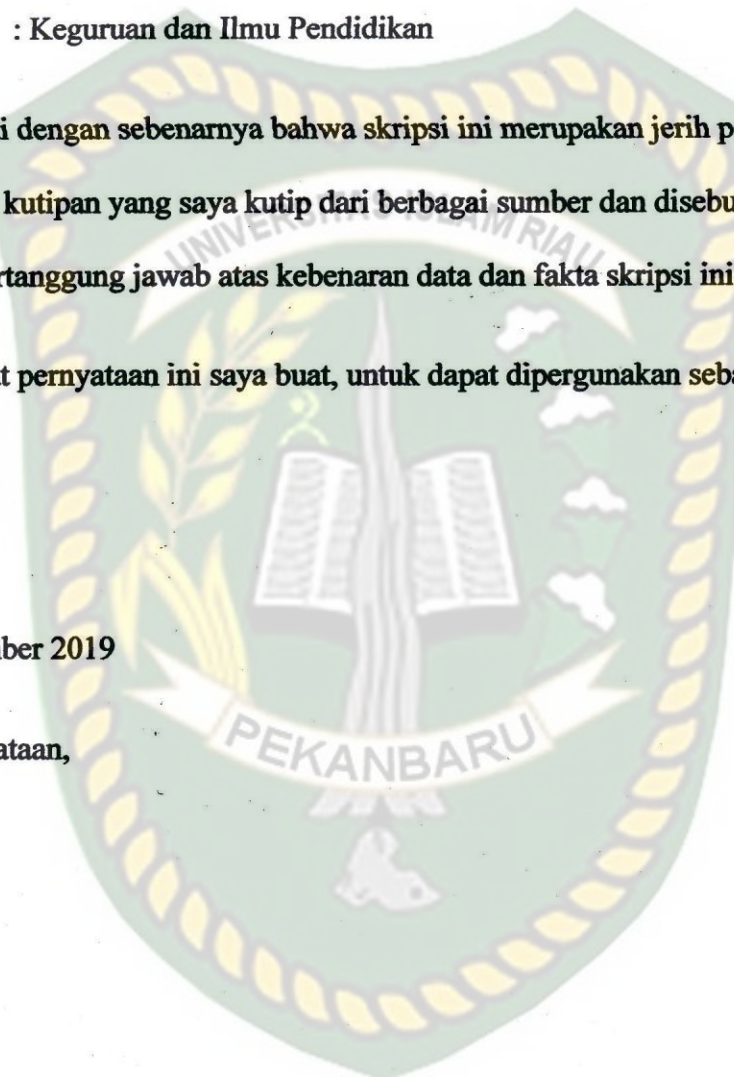 : Keguruan dan Ilmu Pendidikan
i dengan sebenarnya bahwa skripsi ini merupakan jerih p
kutipan yang saya kutip dari berbagai sumber dan disebu
UNIVERSITAS ISLAM RIAU
rtanggung jawab atas kebenaran data dan fakta skripsi ini
t pernyataan ini saya buat, untuk dapat dipergunakan seba
ber 2019
PEKANBARU
ataan,